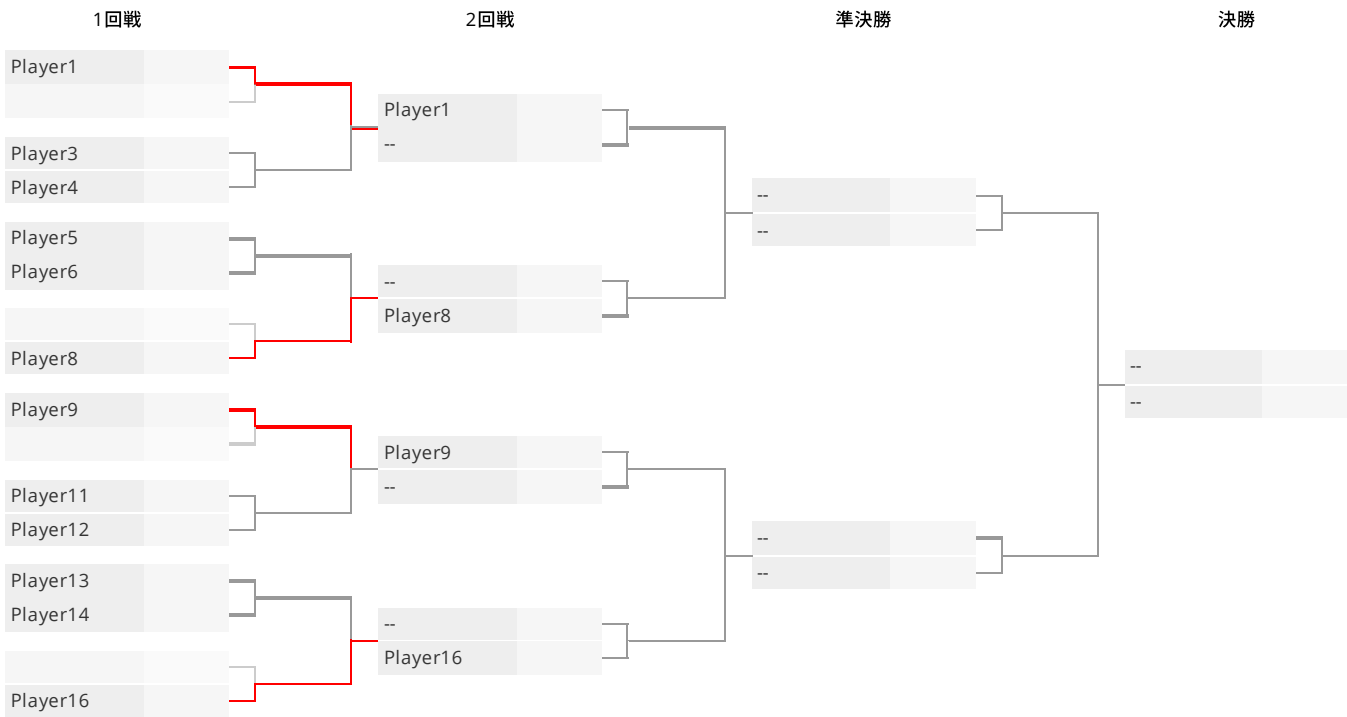 1回戦
2回戦
準決勝
決勝
Player1
Player3
Player4
Player5
Player6
Player8
Player9
Player11
Player12
Player13
Player14
Player16
Player1
--
--
Player8
Player9
--
--
Player16
--
--
--
--
--
--